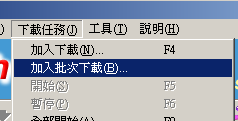 下載任務(J) 工具(T) 說明(H)
加入下載(N)... F4
加入批次下載(B)...
開始(S) F5
暫停(P) F6